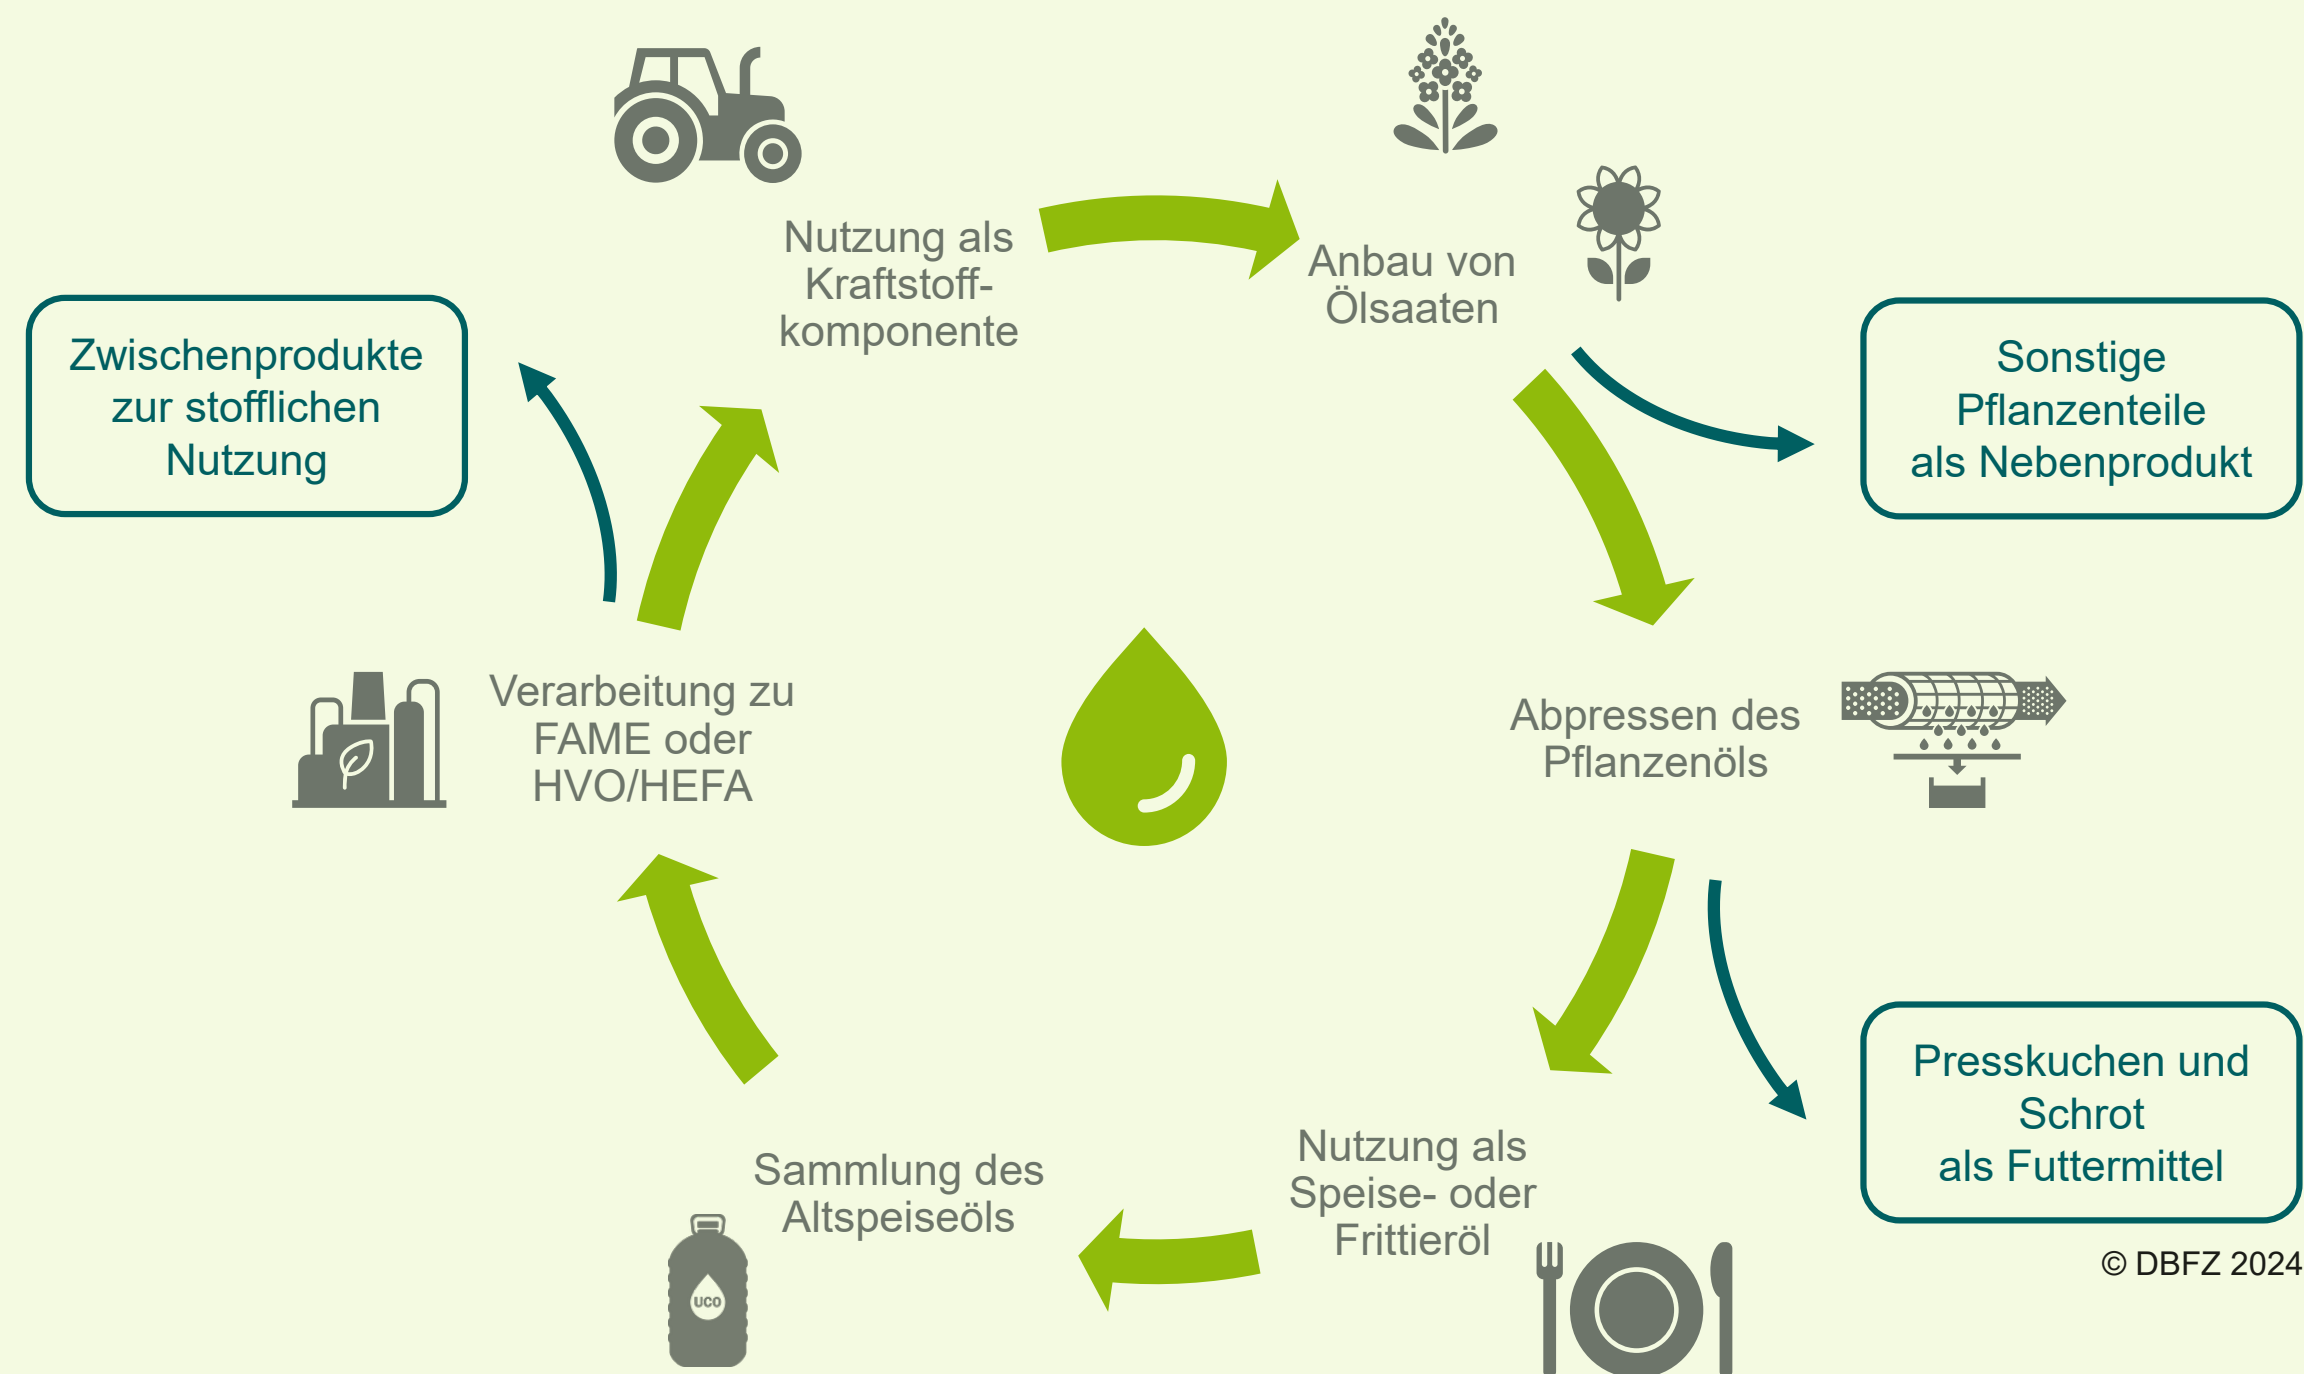 Nutzung als
Kraftstoff-
komponente
Anbau von
Ölsaaten
Sonstige
Pflanzenteile
als Nebenprodukt
Abpressen des
Pflanzenöls
Presskuchen und
Schrot
als Futtermittel
Nutzung als
Speise- oder
Frittieröl
Sammlung des
Altspeiseöls
UCO
Verarbeitung zu
FAME oder
HVO/HEFA
Zwischenprodukte
zur stofflichen
Nutzung
© DBFZ 2024